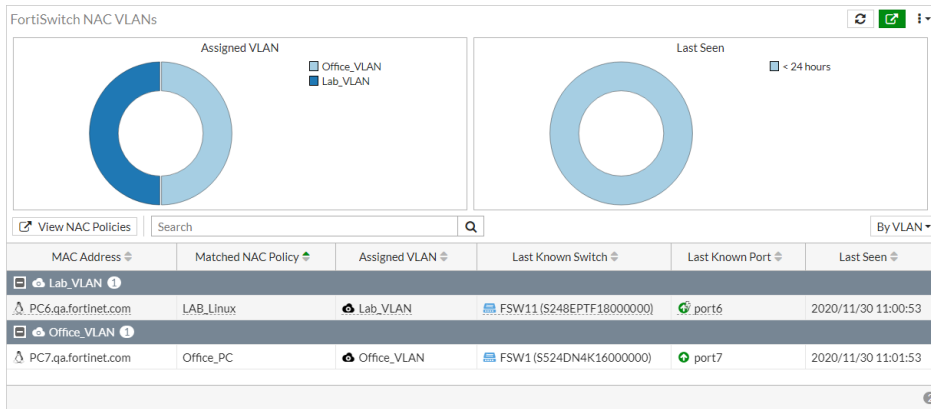 FortiSwitch NAC VLANs
Assigned VLAN
Office_VLAN
Lab_VLAN
Last Seen
< 24 hours
View NAC Policies
Search
By VLAN
MAC Address Matched NAC Policy Assigned VLAN Last Known Switch Last Known Port Last Seen
Lab_VLAN 1
PC6.qa.fortinet.com LAB_Linux Lab_VLAN FSW11 (S248EPTF18000000) port6 2020/11/30 11:00:53
Office_VLAN 1
PC7.qa.fortinet.com Office_PC Office_VLAN FSW1 (S524DN4K16000000) port7 2020/11/30 11:01:53
2